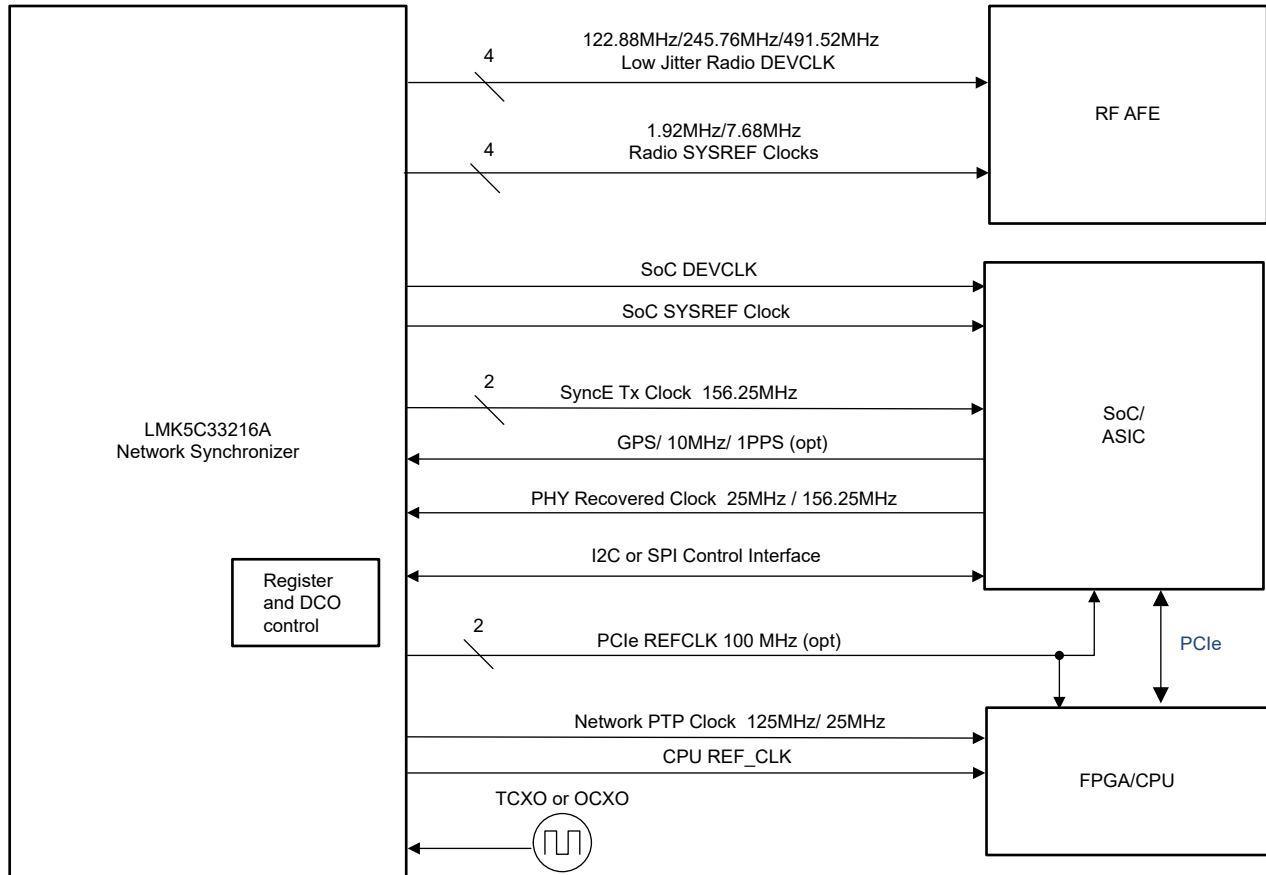 122.88MHz/245.76MHz/491.52MHz
4
Low Jitter Radio DEVCLK
RF AFE
1.92MHz/7.68MHz
4
Radio SYSREF Clocks
SoC DEVCLK
SoC SYSREF Clock
2
SyncE Tx Clock 156.25MHz
LMK5C33216A
Network Synchronizer
SoC/
ASIC
GPS/ 10MHz/ 1PPS (opt)
PHY Recovered Clock 25MHz / 156.25MHz
I2C or SPI Control Interface
Register
and DCO
control
2
PCIe REFCLK 100 MHz (opt)
PCIe
Network PTP Clock 125MHz/ 25MHz
CPU REF_CLK
FPGA/CPU
TCXO or OCXO